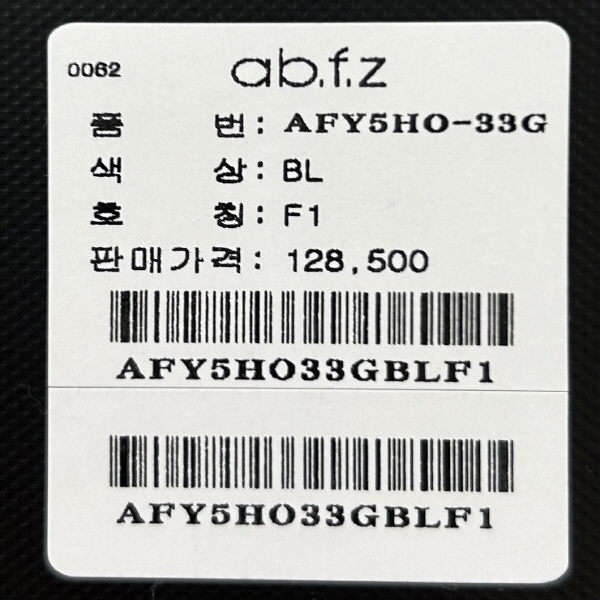 0062
ab.f.z
품 번: AFY5HO-33G
색 상: BL
호 칭: F1
판매가격: 128,500
AFY5HO33GBLF1
AFY5HO33GBLF1